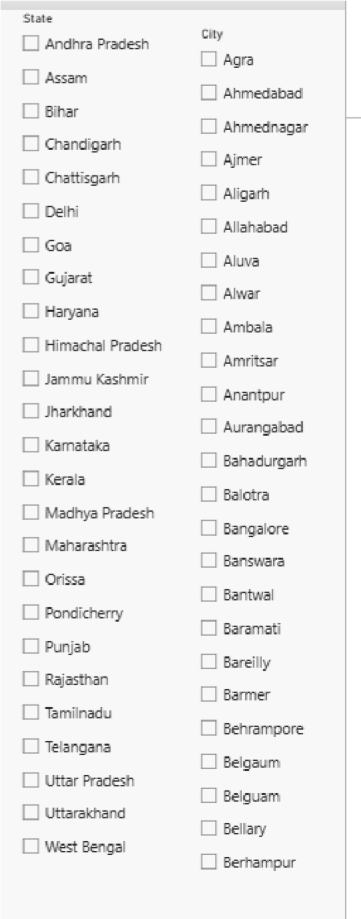 State
Andhra Pradesh
Assam
Bihar
Chandigarh
Chattisgarh
Delhi
Goa
Gujarat
Haryana
Himachal Pradesh
Jammu Kashmir
Jharkhand
Karnataka
Kerala
Madhya Pradesh
Maharashtra
Orissa
Pondicherry
Punjab
Rajasthan
Tamilnadu
Telangana
Uttar Pradesh
Uttarakhand
West Bengal
City
Agra
Ahmedabad
Ahmednagar
Ajmer
Aligarh
Allahabad
Aluva
Alwar
Ambala
Amritsar
Anantpur
Aurangabad
Bahadurgarh
Balotra
Bangalore
Banswara
Bantwal
Baramati
Bareilly
Barmer
Behrampore
Belgaum
Belguam
Bellary
Berhampur